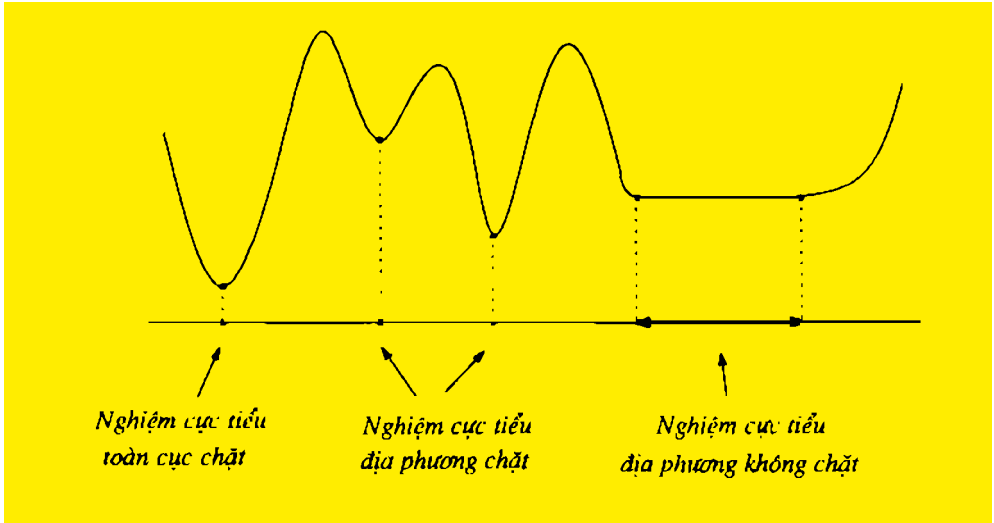 Nghiệm cực tiểu
toàn cục chặt
Nghiệm cực tiểu
địa phương chặt
Nghiệm cực tiểu
địa phương không chặt